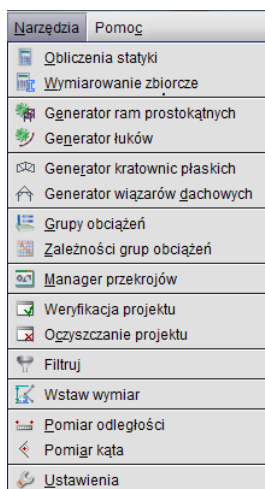 Narzędzia Pomoc
Obliczenia statyki
Wymiarowanie zbiorcze
Generator ram prostokątnych
Generator łuków
Generator kratownic płaskich
Generator wiązarów dachowych
Grupy obciążeń
Zależności grup obciążeń
Manager przekrojów
Weryfikacja projektu
Oczyszczanie projektu
Filtruj
Wstaw wymiar
Pomiar odległości
Pomiar kąta
Ustawienia